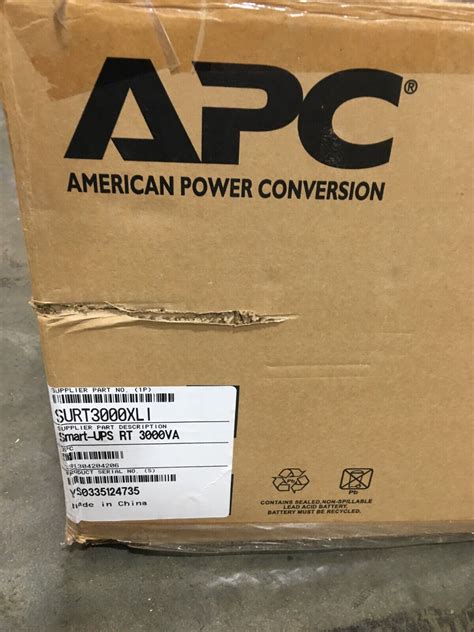 APC®
AMERICAN POWER CONVERSION
SUPPLIER PART NO. (1P)
SURT3000XLI
SUPPLIER PART DESCRIPTION
Smart-UPS RT 3000VA
PRODUCT SERIAL NO. (S)
YS0335124735
Made in China
Pb
CONTAINS SEALED, NON-SPILLABLE
LEAD ACID BATTERY,
BATTERY MUST BE RECYCLED.